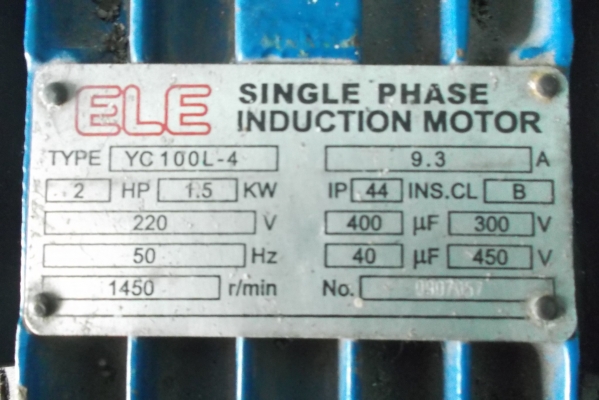 ELE SINGLE PHASE
INDUCTION MOTOR
TYPE YC100L-4 9.3 A
2 HP 1.5 KW IP 44 INS.CL B
220 V 400 µF 300 V
50 Hz 40 µF 450 V
1450 r/min No. 0907057